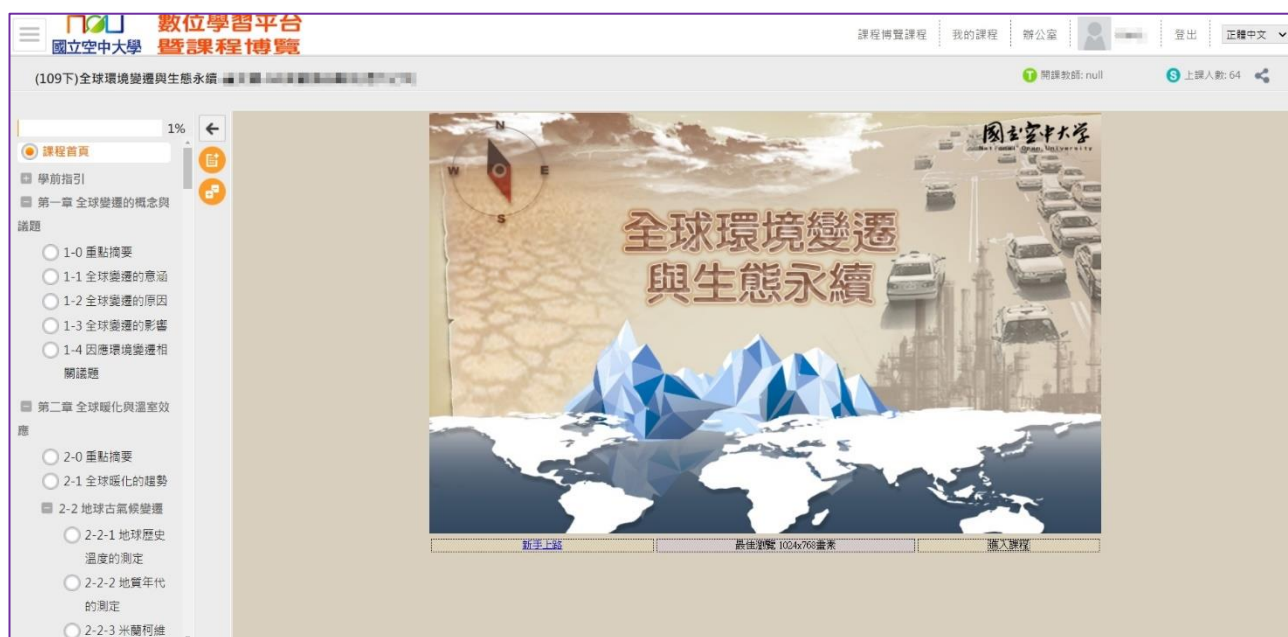 nou
國立空中大學
數位學習平台
暨課程博覽
課程博覽課程
我的課程
辦公室
登出
正體中文
(109下)全球環境變遷與生態永續
T 開課教師: null
S 上課人數: 64
1%
課程首頁
學前指引
第一章 全球變遷的概念與
議題
1-0 重點摘要
1-1 全球變遷的意涵
1-2 全球變遷的原因
1-3 全球變遷的影響
1-4 因應環境變遷相
關議題
第二章 全球暖化與溫室效
應
2-0 重點摘要
2-1 全球暖化的趨勢
2-2 地球古氣候變遷
2-2-1 地球歷史
溫度的測定
2-2-2 地質年代
的測定
2-2-3 米蘭柯維
N
W
E
S
國立空中大學
National Open University
全球環境變遷
與生態永續
新手上路
最佳瀏覽 1024x768畫素
進入課程